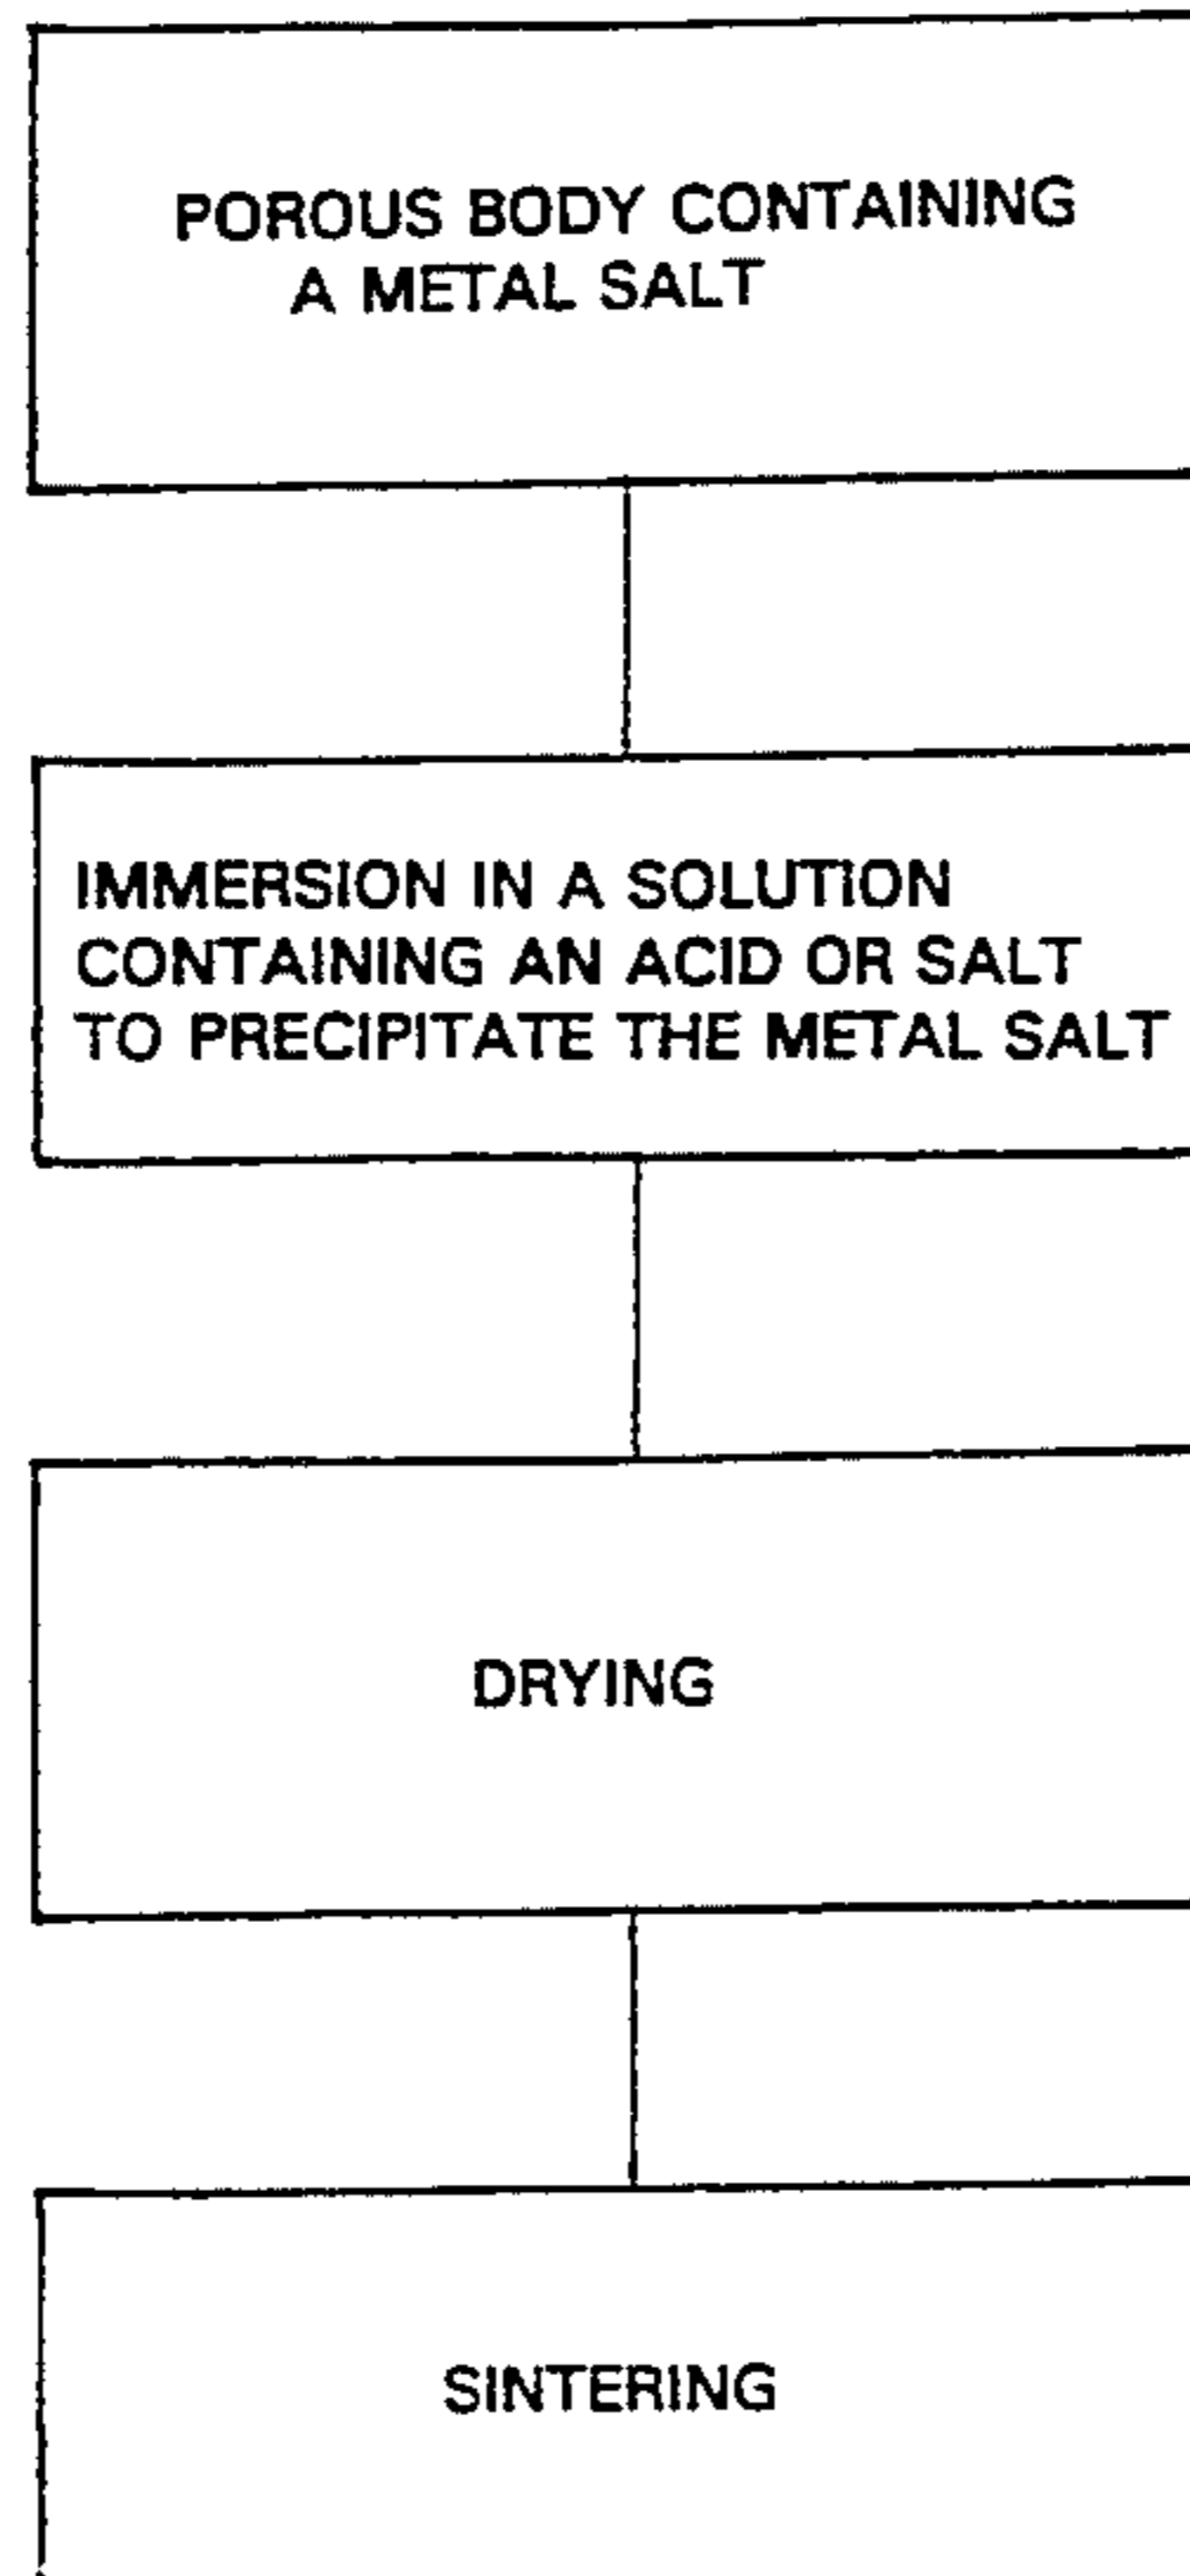 POROUS BODY CONTAINING
A METAL SALT
IMMERSION IN A SOLUTION
CONTAINING AN ACID OR SALT
TO PRECIPITATE THE METAL SALT
DRYING
SINTERING